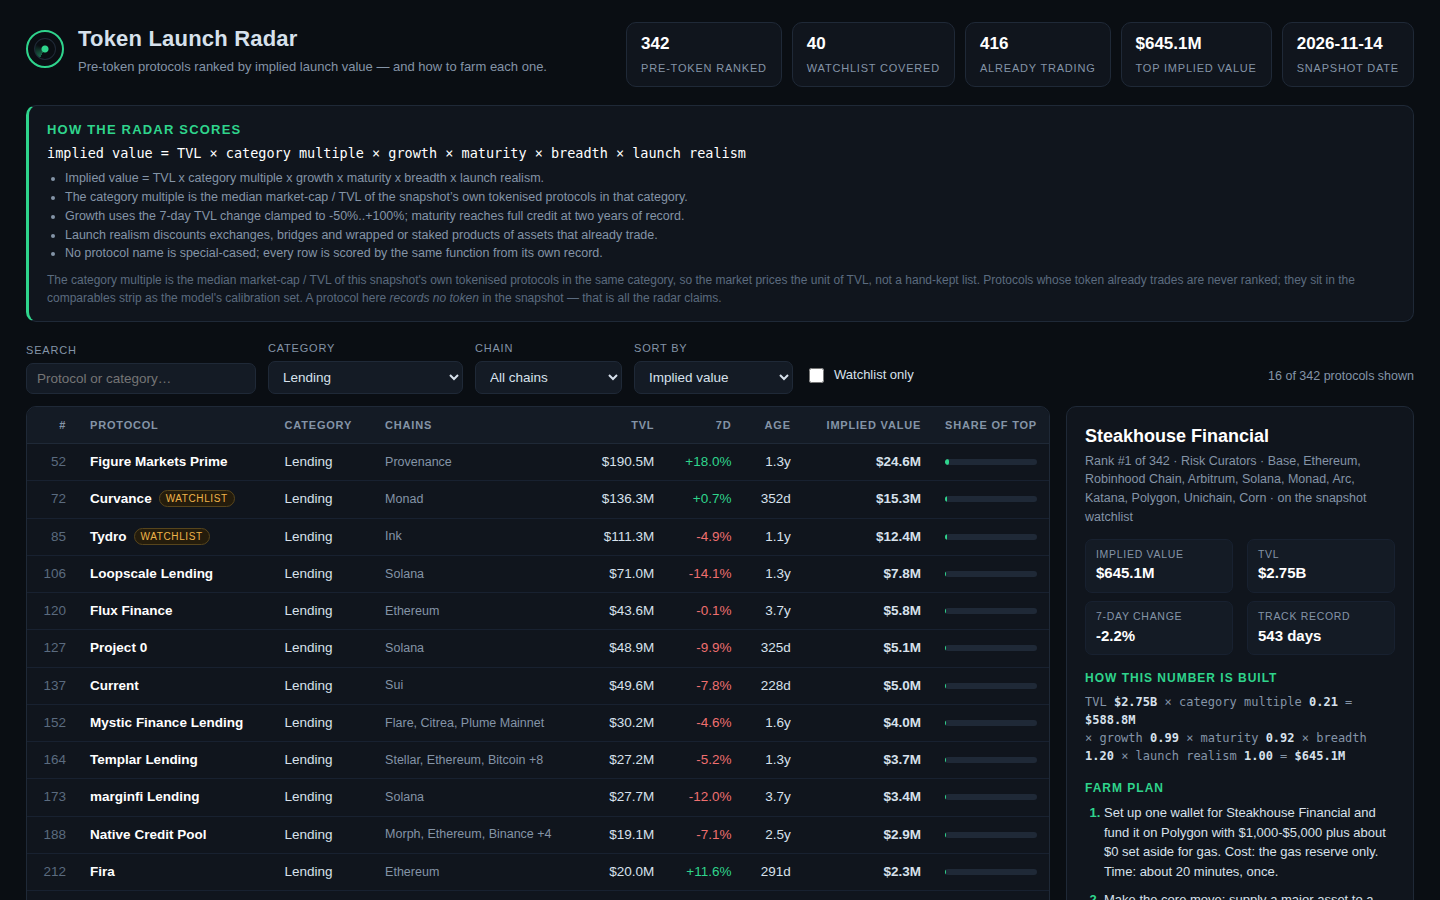 Token Launch Radar
Pre-token protocols ranked by implied launch value — and how to farm each one.
342
PRE-TOKEN RANKED
40
WATCHLIST COVERED
416
ALREADY TRADING
$645.1M
TOP IMPLIED VALUE
2026-11-14
SNAPSHOT DATE
HOW THE RADAR SCORES
implied value = TVL × category multiple × growth × maturity × breadth × launch realism
• Implied value = TVL x category multiple x growth x maturity x breadth x launch realism.
• The category multiple is the median market-cap / TVL of the snapshot's own tokenised protocols in that category.
• Growth uses the 7-day TVL change clamped to -50%..+100%; maturity reaches full credit at two years of record.
• Launch realism discounts exchanges, bridges and wrapped or staked products of assets that already trade.
• No protocol name is special-cased; every row is scored by the same function from its own record.
The category multiple is the median market-cap / TVL of this snapshot's own tokenised protocols in the same category, so the market prices the unit of TVL, not a hand-kept list. Protocols whose token already trades are never ranked; they sit in the
comparables strip as the model's calibration set. A protocol here records no token in the snapshot — that is all the radar claims.
SEARCH
Protocol or category…
CATEGORY
Lending
CHAIN
All chains
SORT BY
Implied value
Watchlist only
16 of 342 protocols shown
# PROTOCOL CATEGORY CHAINS TVL 7D AGE IMPLIED VALUE SHARE OF TOP
52 Figure Markets Prime Lending Provenance $190.5M +18.0% 1.3y $24.6M
72 Curvance WATCHLIST Lending Monad $136.3M +0.7% 352d $15.3M
85 Tydro WATCHLIST Lending Ink $111.3M -4.9% 1.1y $12.4M
106 Loopscale Lending Lending Solana $71.0M -14.1% 1.3y $7.8M
120 Flux Finance Lending Ethereum $43.6M -0.1% 3.7y $5.8M
127 Project 0 Lending Solana $48.9M -9.9% 325d $5.1M
137 Current Lending Sui $49.6M -7.8% 228d $5.0M
152 Mystic Finance Lending Lending Flare, Citrea, Plume Mainnet $30.2M -4.6% 1.6y $4.0M
164 Templar Lending Lending Stellar, Ethereum, Bitcoin +8 $27.2M -5.2% 1.3y $3.7M
173 marginfi Lending Lending Solana $27.7M -12.0% 3.7y $3.4M
188 Native Credit Pool Lending Morph, Ethereum, Binance +4 $19.1M -7.1% 2.5y $2.9M
212 Fira Lending Ethereum $20.0M +11.6% 291d $2.3M
Steakhouse Financial
Rank #1 of 342 · Risk Curators · Base, Ethereum,
Robinhood Chain, Arbitrum, Solana, Monad, Arc,
Katana, Polygon, Unichain, Corn · on the snapshot
watchlist
IMPLIED VALUE
$645.1M
TVL
$2.75B
7-DAY CHANGE
-2.2%
TRACK RECORD
543 days
HOW THIS NUMBER IS BUILT
TVL $2.75B × category multiple 0.21 =
$588.8M
× growth 0.99 × maturity 0.92 × breadth
1.20 × launch realism 1.00 = $645.1M
FARM PLAN
1. Set up one wallet for Steakhouse Financial and
fund it on Polygon with $1,000-$5,000 plus about
$0 set aside for gas. Cost: the gas reserve only.
Time: about 20 minutes, once.
2. Make the core move: supply a major asset to a